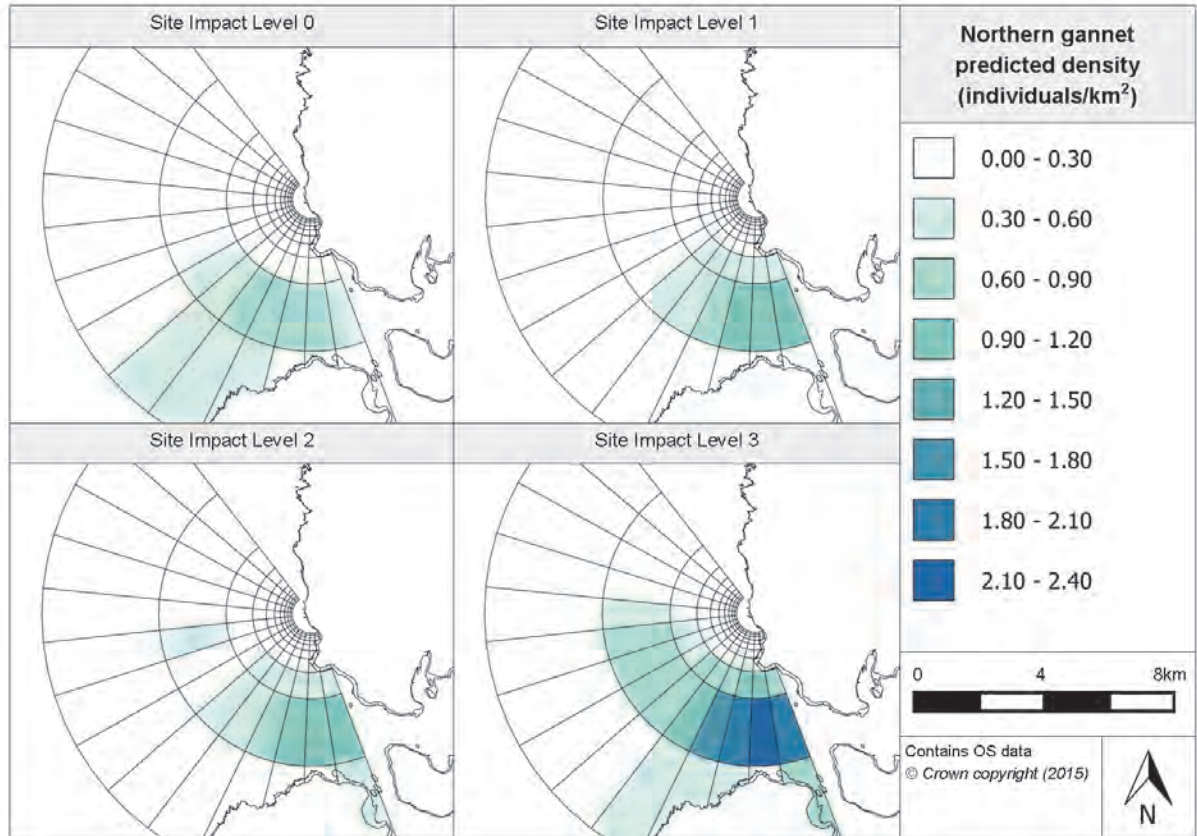 Site Impact Level 0
Site Impact Level 1
Site Impact Level 2
Site Impact Level 3
Northern gannet
predicted density
(individuals/km²)
0.00 - 0.30
0.30 - 0.60
0.60 - 0.90
0.90 - 1.20
1.20 - 1.50
1.50 - 1.80
1.80 - 2.10
2.10 - 2.40
0 4 8km
Contains OS data
© Crown copyright (2015)
N